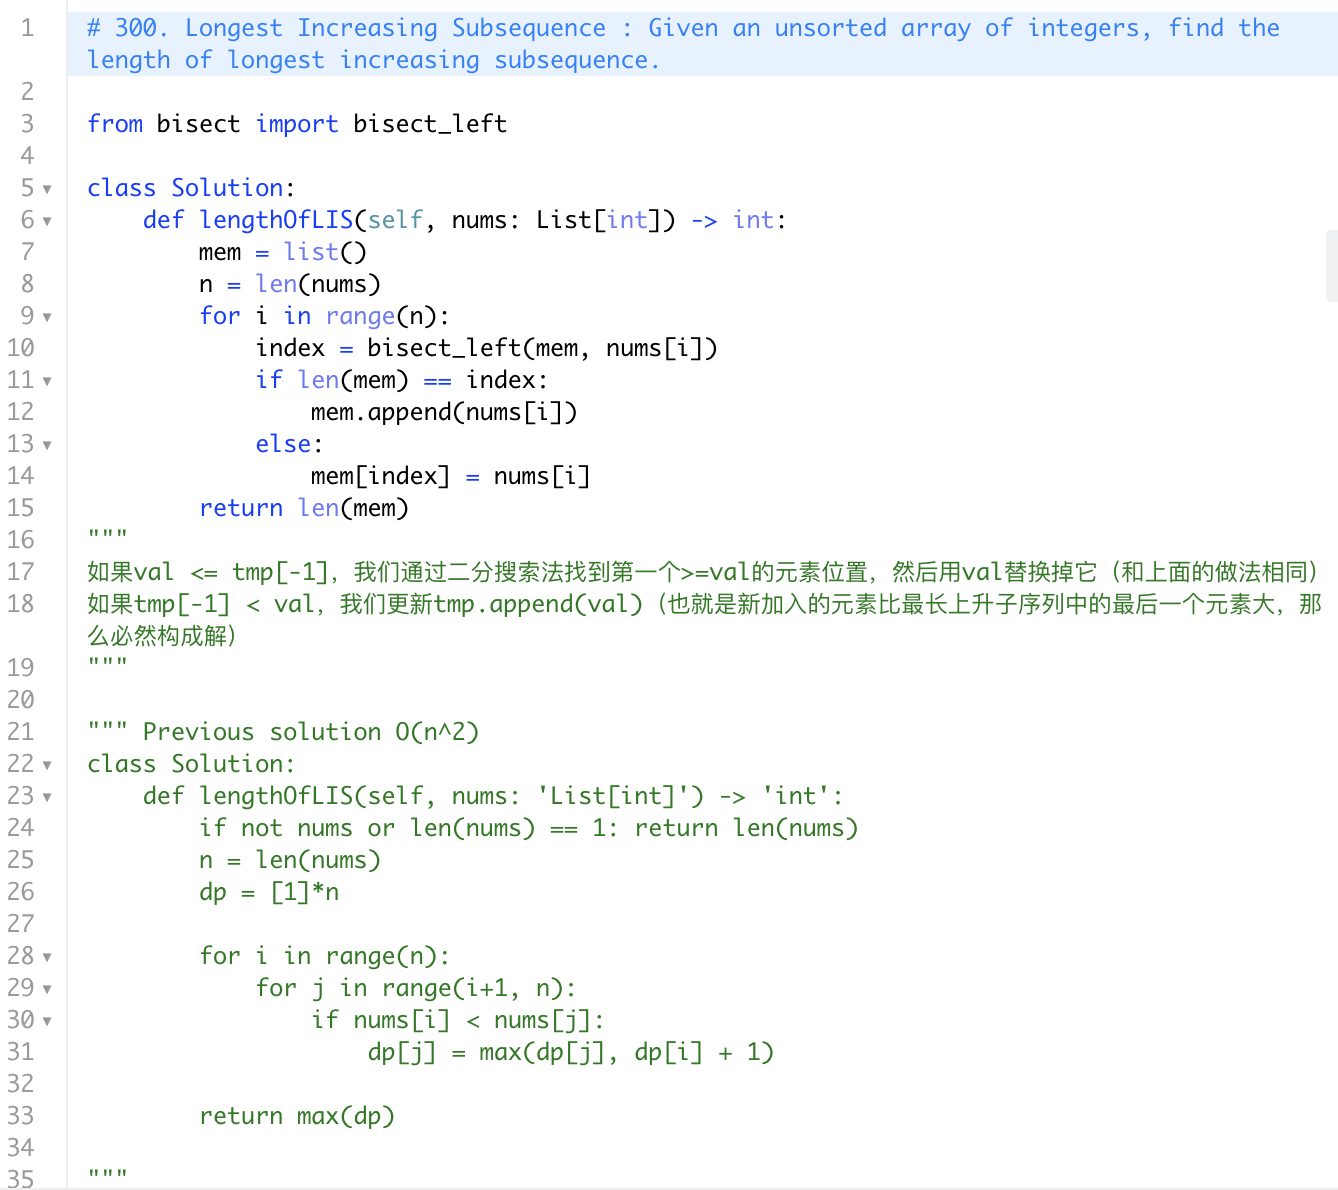 1 # 300. Longest Increasing Subsequence : Given an unsorted array of integers, find the
length of longest increasing subsequence.
2
3 from bisect import bisect_left
4
5 class Solution:
6     def lengthOfLIS(self, nums: List[int]) -> int:
7         mem = list()
8         n = len(nums)
9         for i in range(n):
10             index = bisect_left(mem, nums[i])
11             if len(mem) == index:
12                 mem.append(nums[i])
13             else:
14                 mem[index] = nums[i]
15         return len(mem)
16 """
17 如果val <= tmp[-1]，我们通过二分搜索法找到第一个>=val的元素位置，然后用val替换掉它（和上面的做法相同）
18 如果tmp[-1] < val，我们更新tmp.append(val)（也就是新加入的元素比最长上升子序列中的最后一个元素大，那
么必然构成解）
19 """
20
21 """ Previous solution O(n^2)
22 class Solution:
23     def lengthOfLIS(self, nums: 'List[int]') -> 'int':
24         if not nums or len(nums) == 1: return len(nums)
25         n = len(nums)
26         dp = [1]*n
27
28         for i in range(n):
29             for j in range(i+1, n):
30                 if nums[i] < nums[j]:
31                     dp[j] = max(dp[j], dp[i] + 1)
32
33         return max(dp)
34
35 """